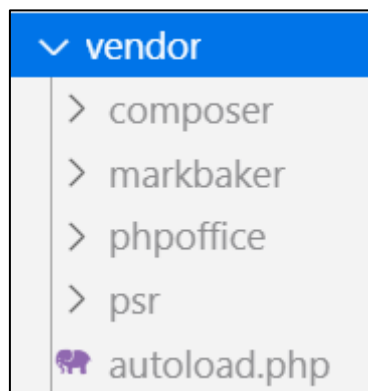 vendor
composer
markbaker
phpoffice
psr
autoload.php